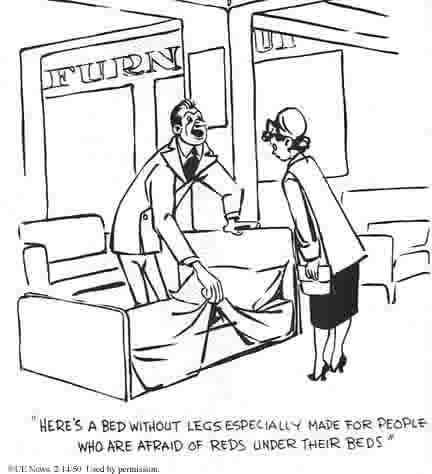 FURN
UI
"HERE'S A BED WITHOUT LEGS ESPECIALLY MADE FOR PEOPLE
WHO ARE AFRAID OF REDS UNDER THEIR BEDS"
©UE News, 2/14/50 Used by permission.